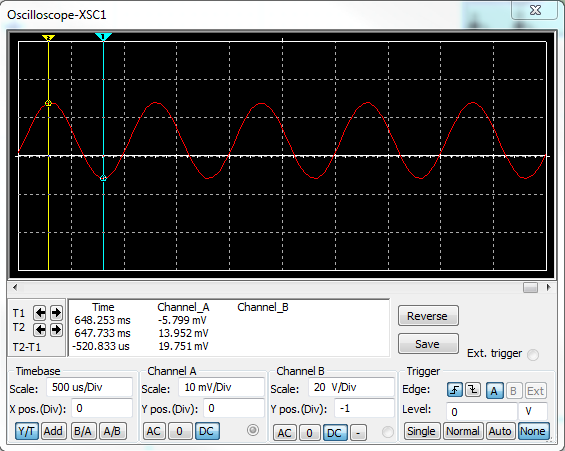 Oscilloscope-XSC1
2 1
T1
T2
T2-T1
Time Channel_A Channel_B
648.253 ms -5.799 mV
647.733 ms 13.952 mV
-520.833 us 19.751 mV
Reverse
Save
Ext. trigger
Timebase
Scale: 500 us/Div
X pos.(Div): 0
Y/T Add B/A A/B
Channel A
Scale: 10 mV/Div
Y pos.(Div): 0
AC 0 DC
Channel B
Scale: 20 V/Div
Y pos.(Div): -1
AC 0 DC -
Trigger
Edge: A B Ext
Level: 0 V
Single Normal Auto None